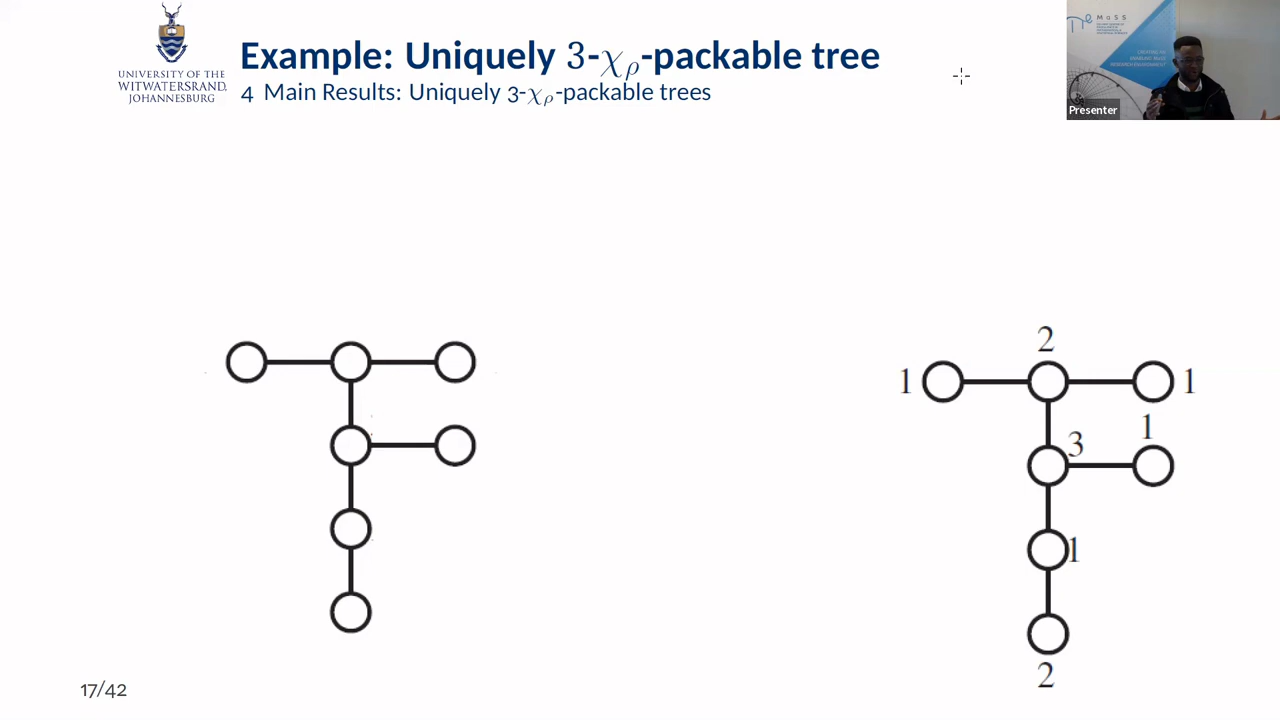 UNIVERSITY OF THE
WITWATERSRAND,
JOHANNESBURG
Example: Uniquely 3-χρ-packable tree
4 Main Results: Uniquely 3-χρ-packable trees
MaSS
Presenter
2
1
1
1
3
1
2
17/42